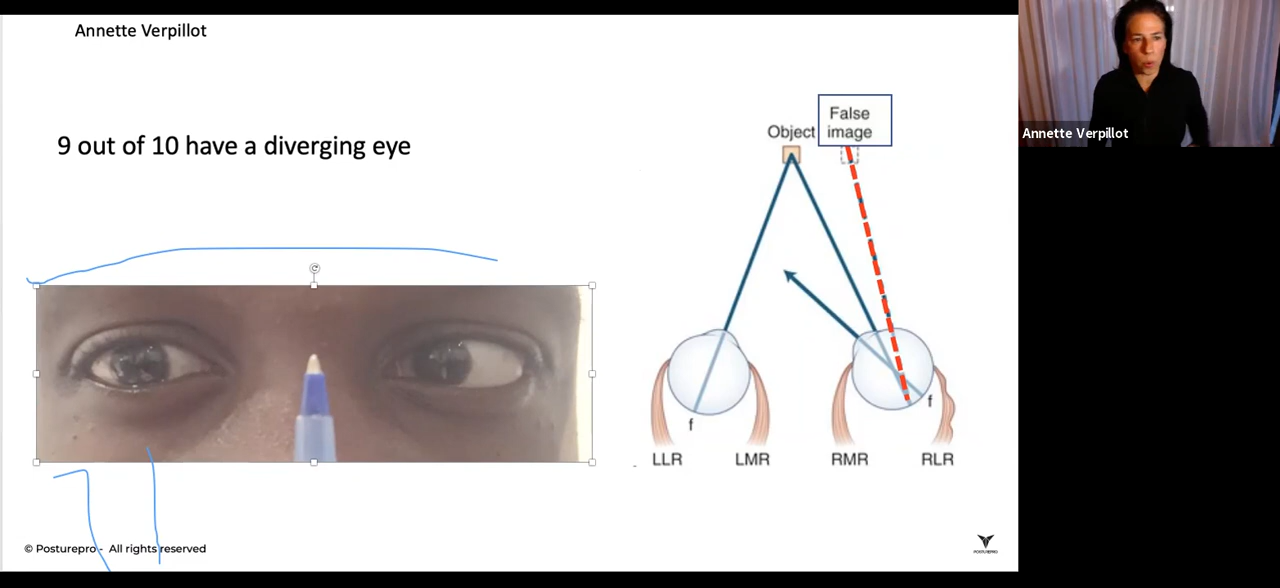 Annette Verpillot
9 out of 10 have a diverging eye
Object
False
image
f
f
LLR
LMR
RMR
RLR
© Posturepro - All rights reserved
POSTUREPRO
Annette Verpillot